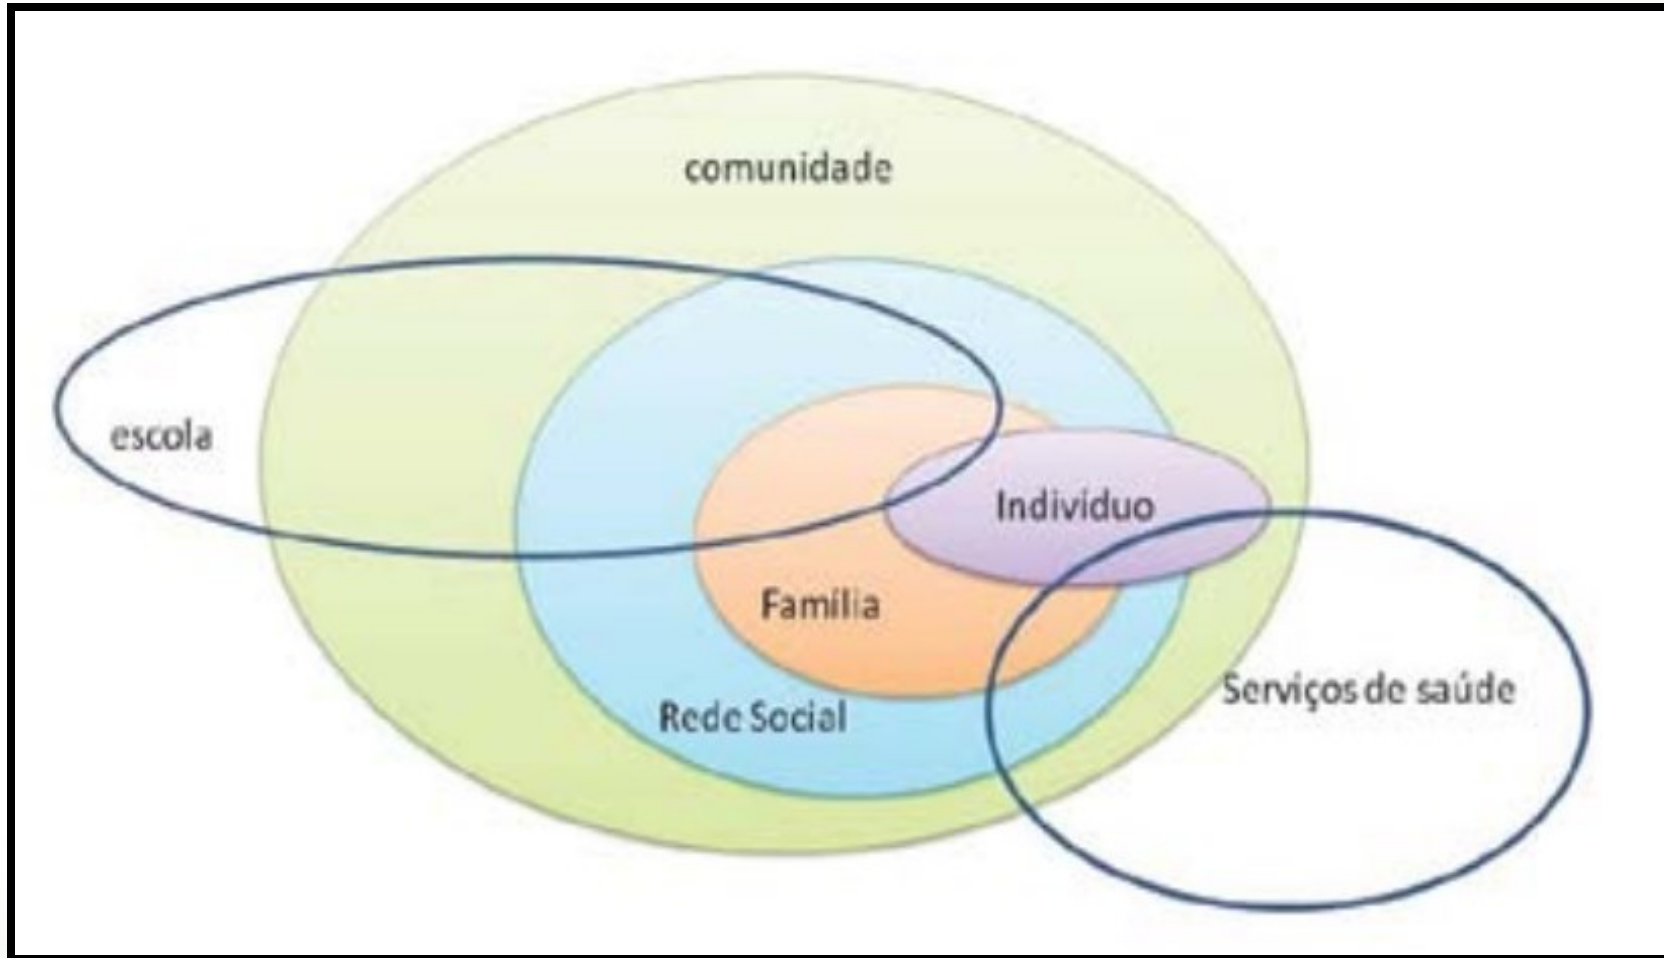 comunidade
escola
Indivíduo
Família
Serviços de saúde
Rede Social